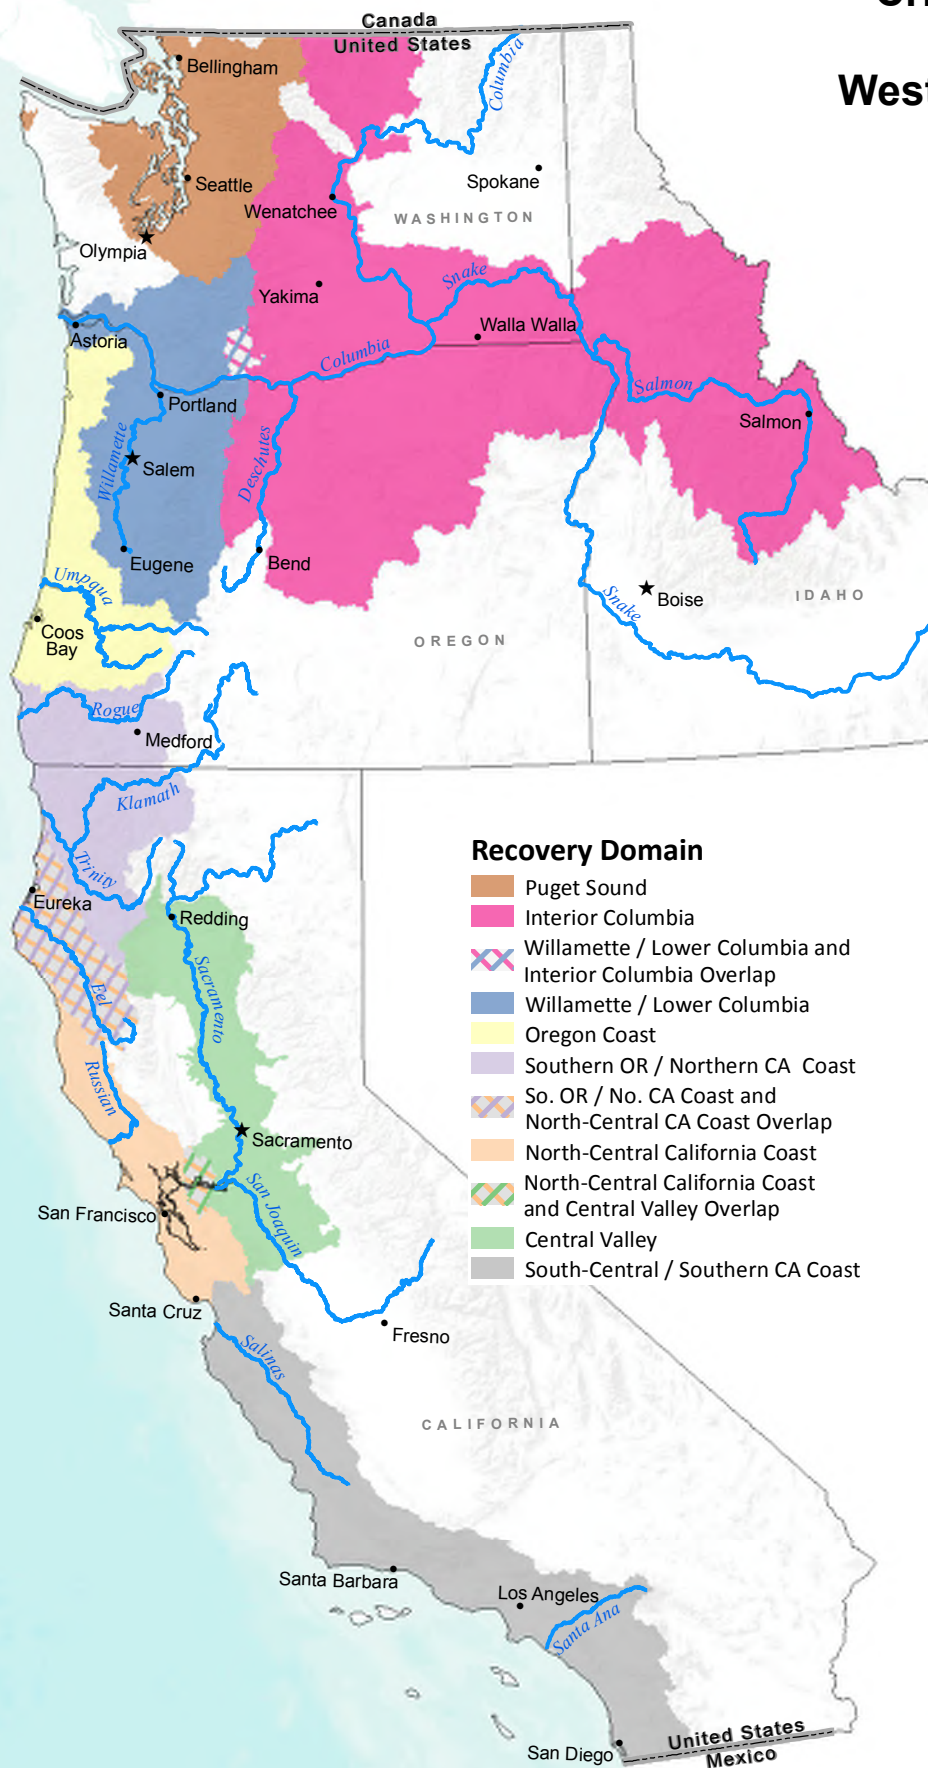 Canada
United States
West
Columbia
Bellingham
Spokane
Seattle
Wenatchee
WASHINGTON
Olympia
Yakima
Snake
Walla Walla
Astoria
Columbia
Portland
Salmon
Salmon
Willamette
Salem
Deschutes
Eugene
Bend
Umpqua
Snake
Boise
IDAHO
Coos
Bay
OREGON
Rogue
Medford
Klamath
Trinity
Eureka
Redding
Sacramento
Eel
Russian
Sacramento
San Joaquin
San Francisco
Santa Cruz
Fresno
Salinas
CALIFORNIA
Santa Barbara
Los Angeles
Santa Ana
San Diego
United States
Mexico
Recovery Domain
Puget Sound
Interior Columbia
Willamette / Lower Columbia and
Interior Columbia Overlap
Willamette / Lower Columbia
Oregon Coast
Southern OR / Northern CA Coast
So. OR / No. CA Coast and
North-Central CA Coast Overlap
North-Central California Coast
North-Central California Coast
and Central Valley Overlap
Central Valley
South-Central / Southern CA Coast